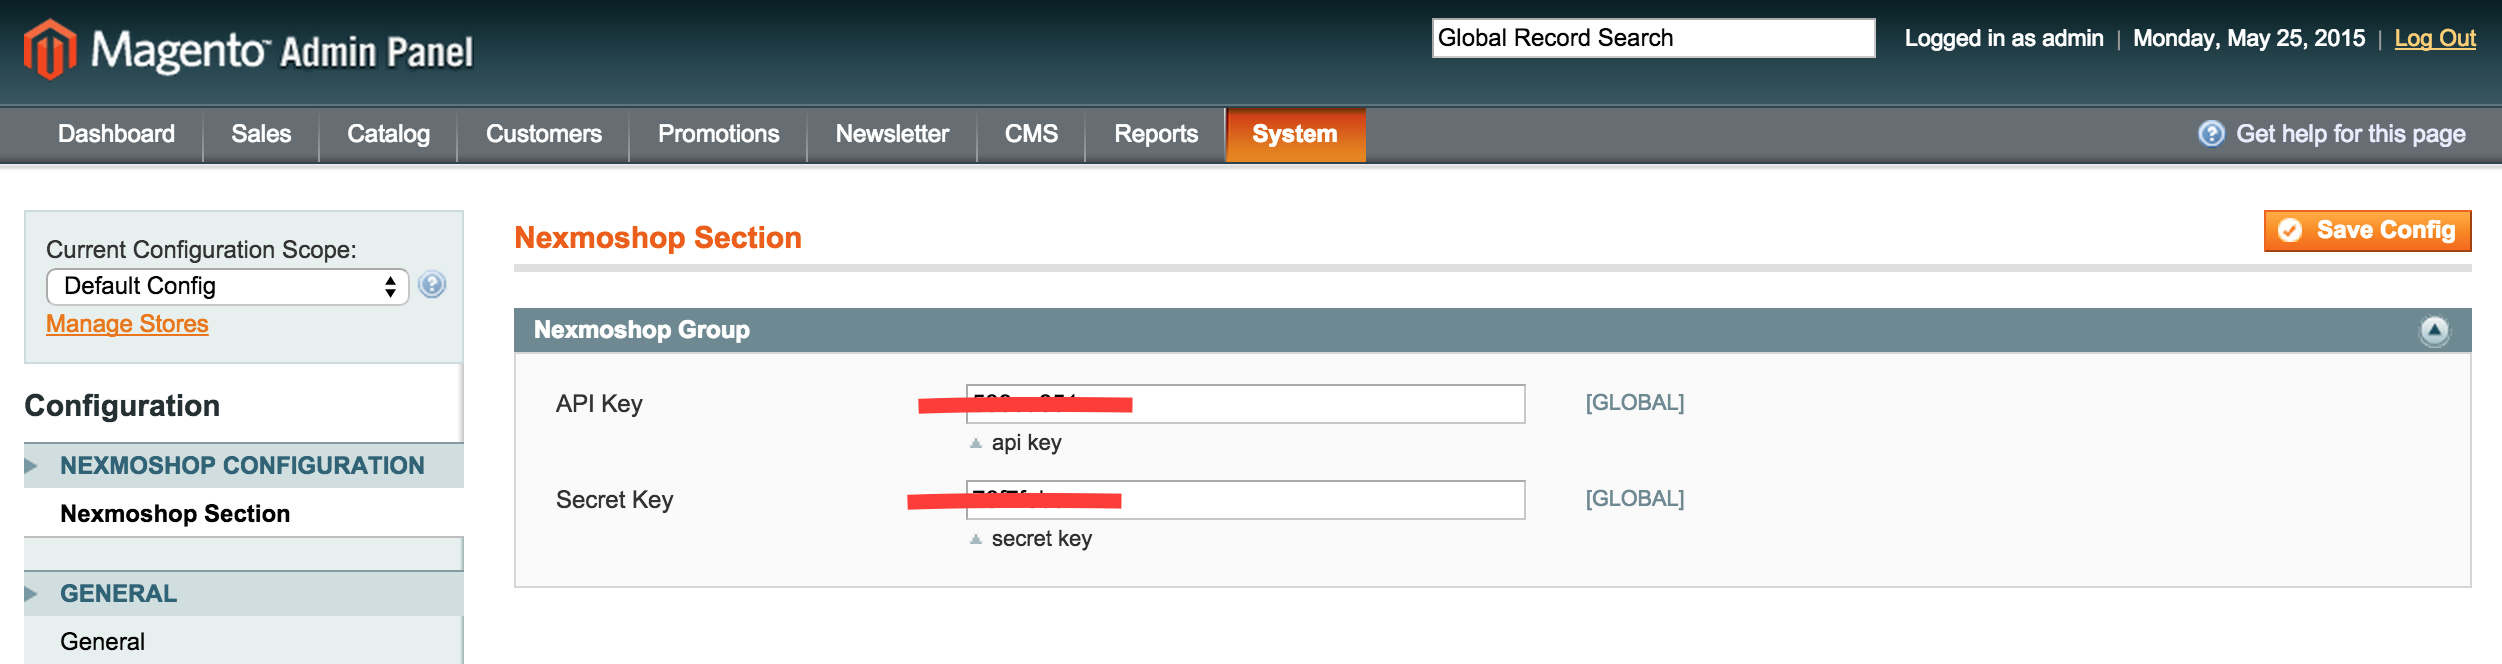 Magento™ Admin Panel
Global Record Search
Logged in as admin | Monday, May 25, 2015 | Log Out
Dashboard Sales Catalog Customers Promotions Newsletter CMS Reports System
Get help for this page
Current Configuration Scope:
Default Config
Manage Stores
Configuration
NEXMOSHOP CONFIGURATION
Nexmoshop Section
GENERAL
General
Nexmoshop Section
Save Config
Nexmoshop Group
API Key [GLOBAL]
api key
Secret Key [GLOBAL]
secret key